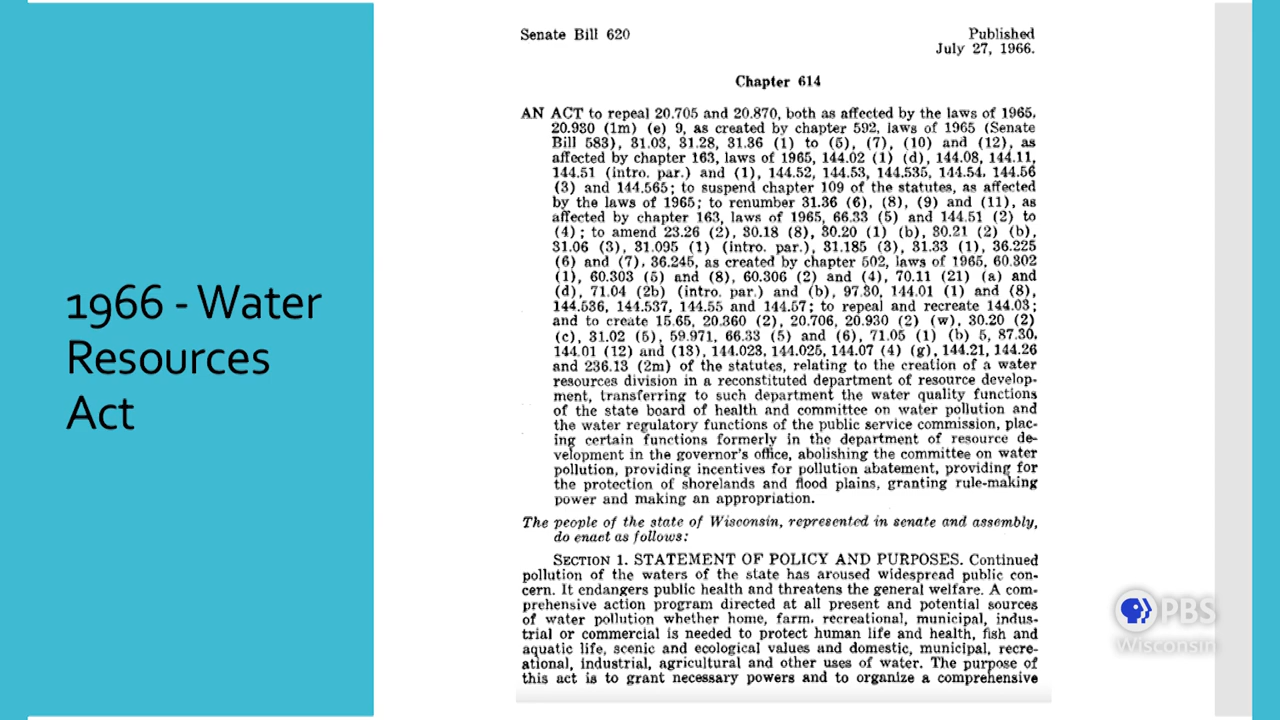 1966 - Water
Resources
Act
Senate Bill 620
Published
July 27, 1966.
Chapter 614
AN ACT to repeal 20.705 and 20.870, both as affected by the laws of 1965,
20.930 (1m) (e) 9, as created by chapter 592, laws of 1965 (Senate
Bill 583), 31.03, 31.28, 31.36 (1) to (5), (7), (10) and (12), as
affected by chapter 163, laws of 1965, 144.02 (1) (d), 144.08, 144.11,
144.51 (intro. par.) and (1), 144.52, 144.53, 144.535, 144.54, 144.56
(3) and 144.565; to suspend chapter 109 of the statutes, as affected
by the laws of 1965; to renumber 31.36 (6), (8), (9) and (11), as
affected by chapter 163, laws of 1965, 66.33 (5) and 144.51 (2) to
(4); to amend 23.26 (2), 30.18 (8), 30.20 (1) (b), 30.21 (2) (b),
31.06 (3), 31.095 (1) (intro. par.), 31.185 (3), 31.33 (1), 36.225
(6) and (7), 36.245, as created by chapter 502, laws of 1965, 60.302
(1), 60.303 (5) and (8), 60.306 (2) and (4), 70.11 (21) (a) and
(d), 71.04 (2b) (intro. par.) and (b), 97.30, 144.01 (1) and (8),
144.536, 144.537, 144.55 and 144.57; to repeal and recreate 144.03;
and to create 15.65, 20.360 (2), 20.706, 20.930 (2) (w), 30.20 (2)
(c), 31.02 (5), 59.971, 66.33 (5) and (6), 71.05 (1) (b) 5, 87.30,
144.01 (12) and (13), 144.023, 144.025, 144.07 (4) (g), 144.21, 144.26
and 236.13 (2m) of the statutes, relating to the creation of a water
resources division in a reconstituted department of resource develop-
ment, transferring to such department the water quality functions
of the state board of health and committee on water pollution and
the water regulatory functions of the public service commission, plac-
ing certain functions formerly in the department of resource de-
velopment in the governor's office, abolishing the committee on water
pollution, providing incentives for pollution abatement, providing for
the protection of shorelands and flood plains, granting rule-making
power and making an appropriation.
The people of the state of Wisconsin, represented in senate and assembly,
do enact as follows:
SECTION 1. STATEMENT OF POLICY AND PURPOSES. Continued
pollution of the waters of the state has aroused widespread public con-
cern. It endangers public health and threatens the general welfare. A com-
prehensive action program directed at all present and potential sources
of water pollution whether home, farm, recreational, municipal, indus-
trial or commercial is needed to protect human life and health, fish and
aquatic life, scenic and ecological values and domestic, municipal, recre-
ational, industrial, agricultural and other uses of water. The purpose of
this act is to grant necessary powers and to organize a comprehensive
PBS
Wisconsin